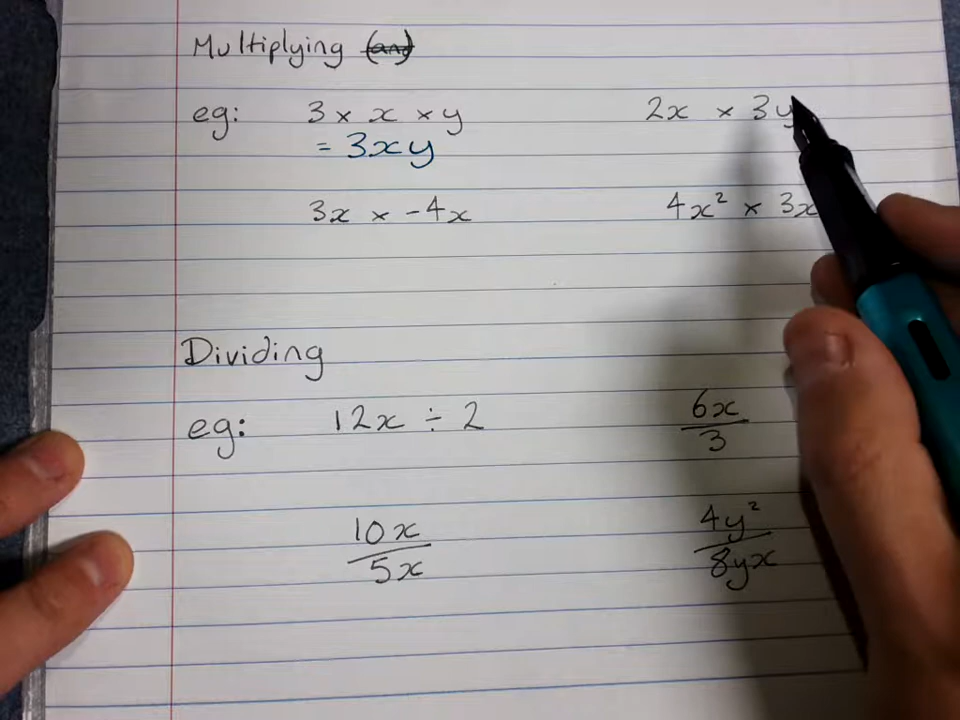 Multiplying (and)
eg: 3 × x × y 2x × 3y
= 3xy
3x × -4x 4x² × 3x
Dividing
eg: 12x ÷ 2 6x/3
10x/5x 4y²/8yx